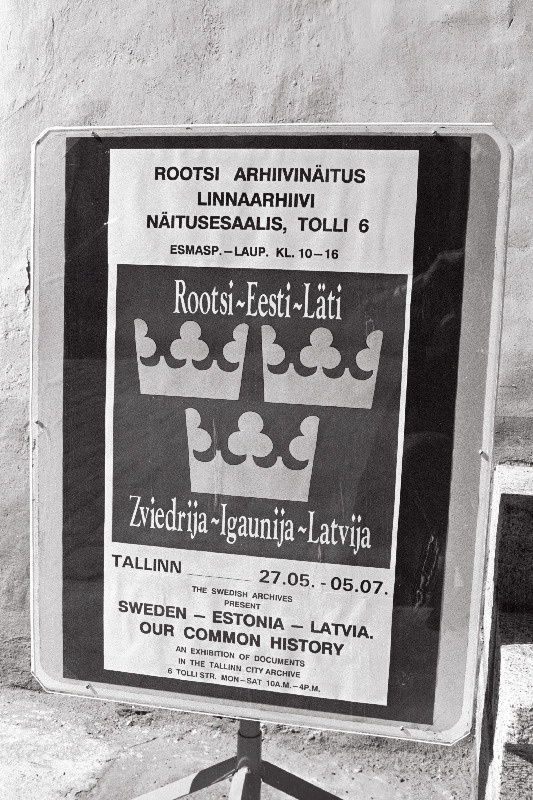 ROOTSI ARHIIVINÄITUS
LINNAARHIIVI
NÄITUSESAALIS, TOLLI 6
ESMASP.–LAUP. KL. 10–16
Rootsi~Eesti~Läti
Zviedrija~Igaunija~Latvija
TALLINN 27.05. - 05.07.
THE SWEDISH ARCHIVES
PRESENT
SWEDEN – ESTONIA – LATVIA.
OUR COMMON HISTORY
AN EXHIBITION OF DOCUMENTS
IN THE TALLINN CITY ARCHIVE
6 TOLLI STR. MON–SAT 10A.M.–4P.M.